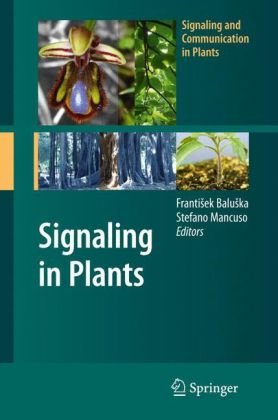 Signaling and
Communication
in Plants
František Baluška
Stefano Mancuso
Editors
Signaling
in Plants
Springer